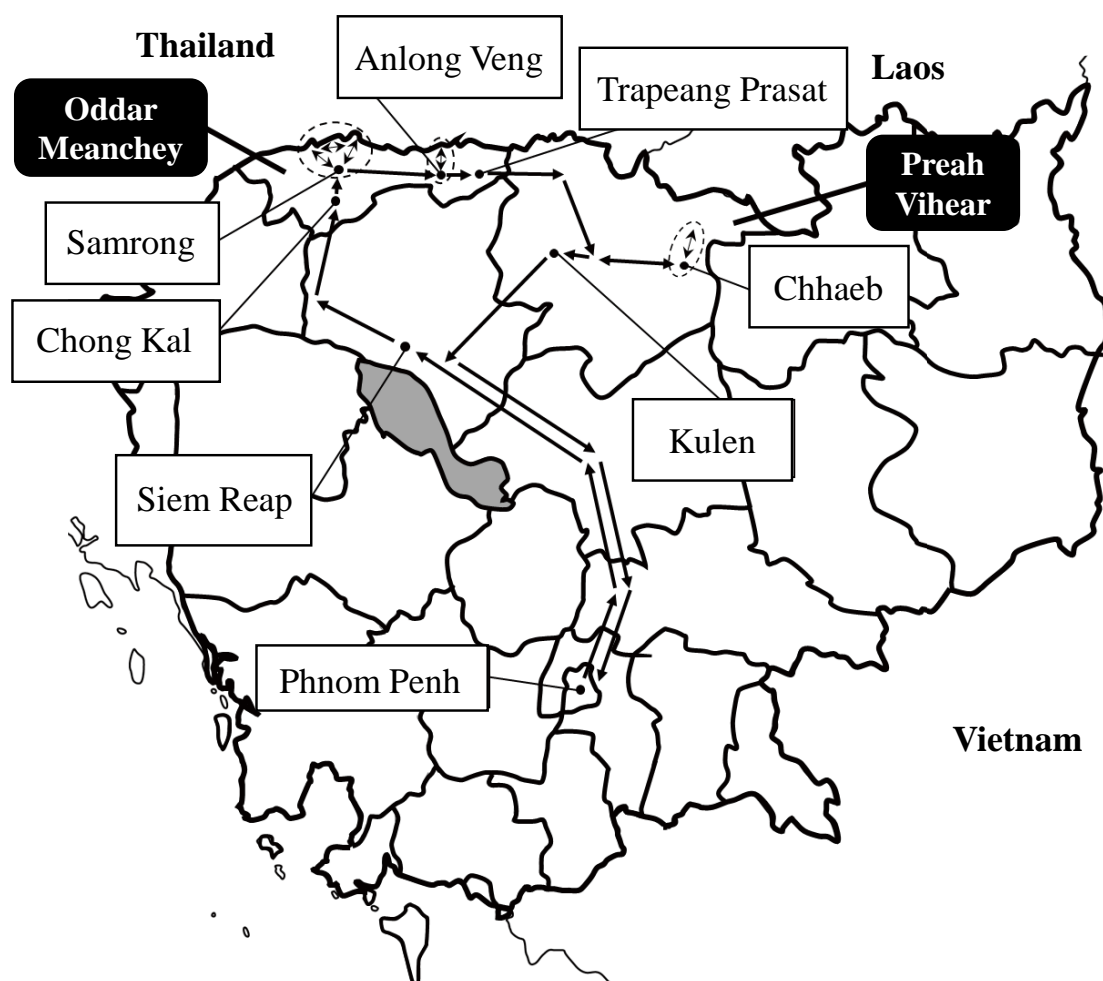 Thailand
Anlong Veng
Laos
Trapeang Prasat
Oddar
Meanchey
Preah
Vihear
Samrong
Chhaeb
Chong Kal
Kulen
Siem Reap
Phnom Penh
Vietnam